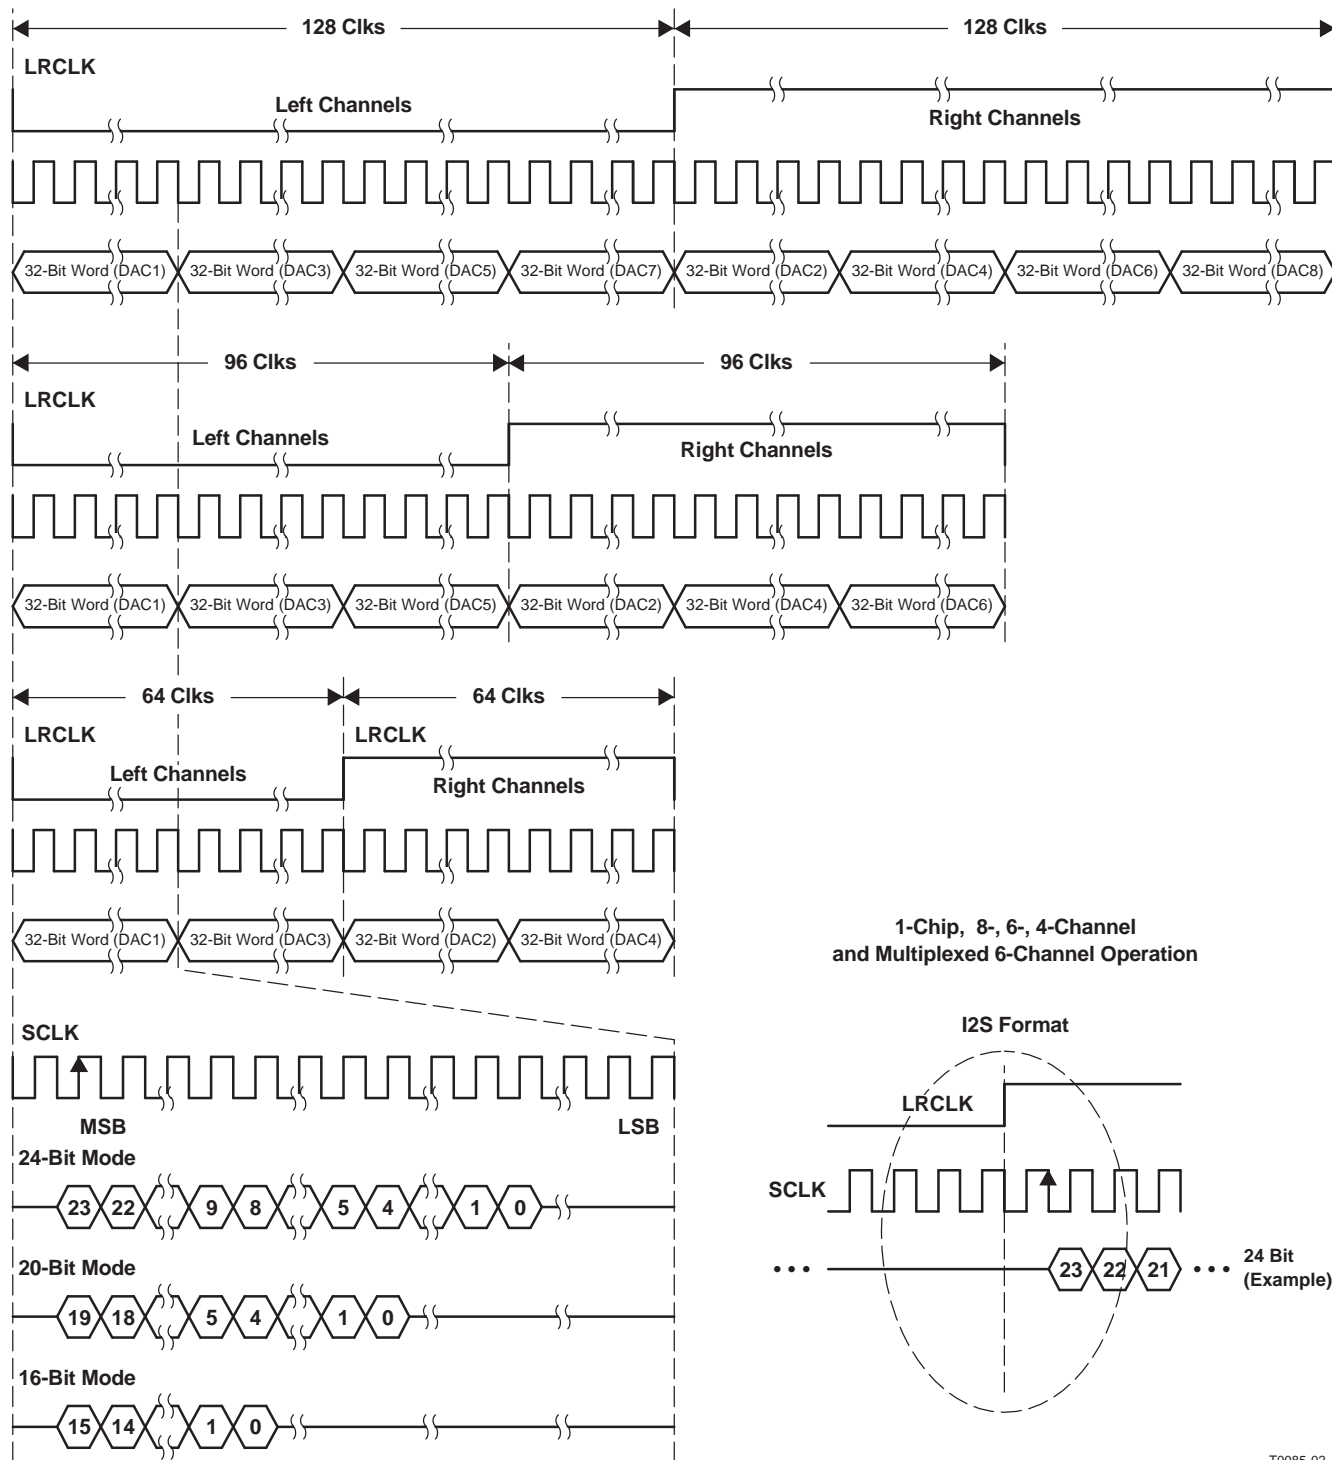 128 Clks 128 Clks
LRCLK
Left Channels
Right Channels
32-Bit Word (DAC1) 32-Bit Word (DAC3) 32-Bit Word (DAC5) 32-Bit Word (DAC7) 32-Bit Word (DAC2) 32-Bit Word (DAC4) 32-Bit Word (DAC6) 32-Bit Word (DAC8)
96 Clks 96 Clks
LRCLK
Left Channels
Right Channels
32-Bit Word (DAC1) 32-Bit Word (DAC3) 32-Bit Word (DAC5) 32-Bit Word (DAC2) 32-Bit Word (DAC4) 32-Bit Word (DAC6)
64 Clks 64 Clks
LRCLK LRCLK
Left Channels
Right Channels
32-Bit Word (DAC1) 32-Bit Word (DAC3) 32-Bit Word (DAC2) 32-Bit Word (DAC4)
1-Chip, 8-, 6-, 4-Channel
and Multiplexed 6-Channel Operation
SCLK
MSB LSB
24-Bit Mode
23 22 9 8 5 4 1 0
20-Bit Mode
19 18 5 4 1 0
16-Bit Mode
15 14 1 0
I2S Format
LRCLK
SCLK
23 22 21
24 Bit
(Example)
T0085-02